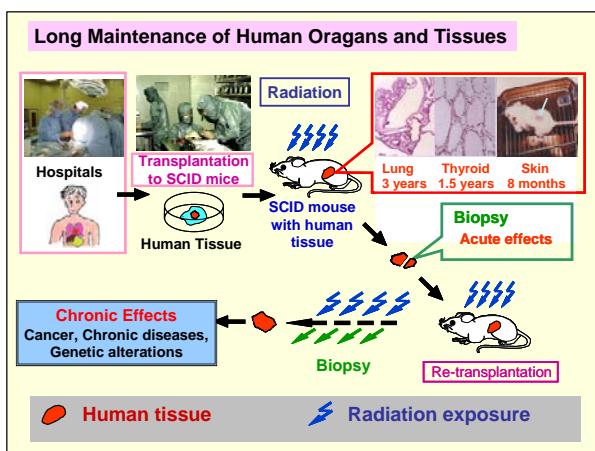 Long Maintenance of Human Oragans and Tissues
Hospitals
Transplantation
to SCID mice
Human Tissue
Radiation
SCID mouse
with human
tissue
Lung
3 years
Thyroid
1.5 years
Skin
8 months
Biopsy
Acute effects
Re-transplantation
Biopsy
Chronic Effects
Cancer, Chronic diseases,
Genetic alterations
Human tissue
Radiation exposure